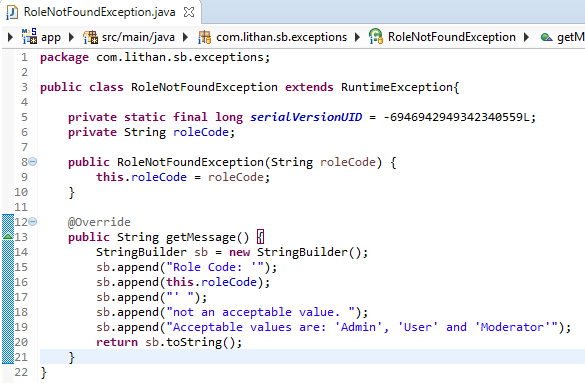 RoleNotFoundException.java
app src/main/java com.lithan.sb.exceptions RoleNotFoundException getM
1 package com.lithan.sb.exceptions;
2
3 public class RoleNotFoundException extends RuntimeException{
4
5 private static final long serialVersionUID = -6946942949342340559L;
6 private String roleCode;
7
8 public RoleNotFoundException(String roleCode) {
9 this.roleCode = roleCode;
10 }
11
12 @Override
13 public String getMessage() {
14 StringBuilder sb = new StringBuilder();
15 sb.append("Role Code: '");
16 sb.append(this.roleCode);
17 sb.append("' ");
18 sb.append("not an acceptable value. ");
19 sb.append("Acceptable values are: 'Admin', 'User' and 'Moderator'");
20 return sb.toString();
21 }
22 }